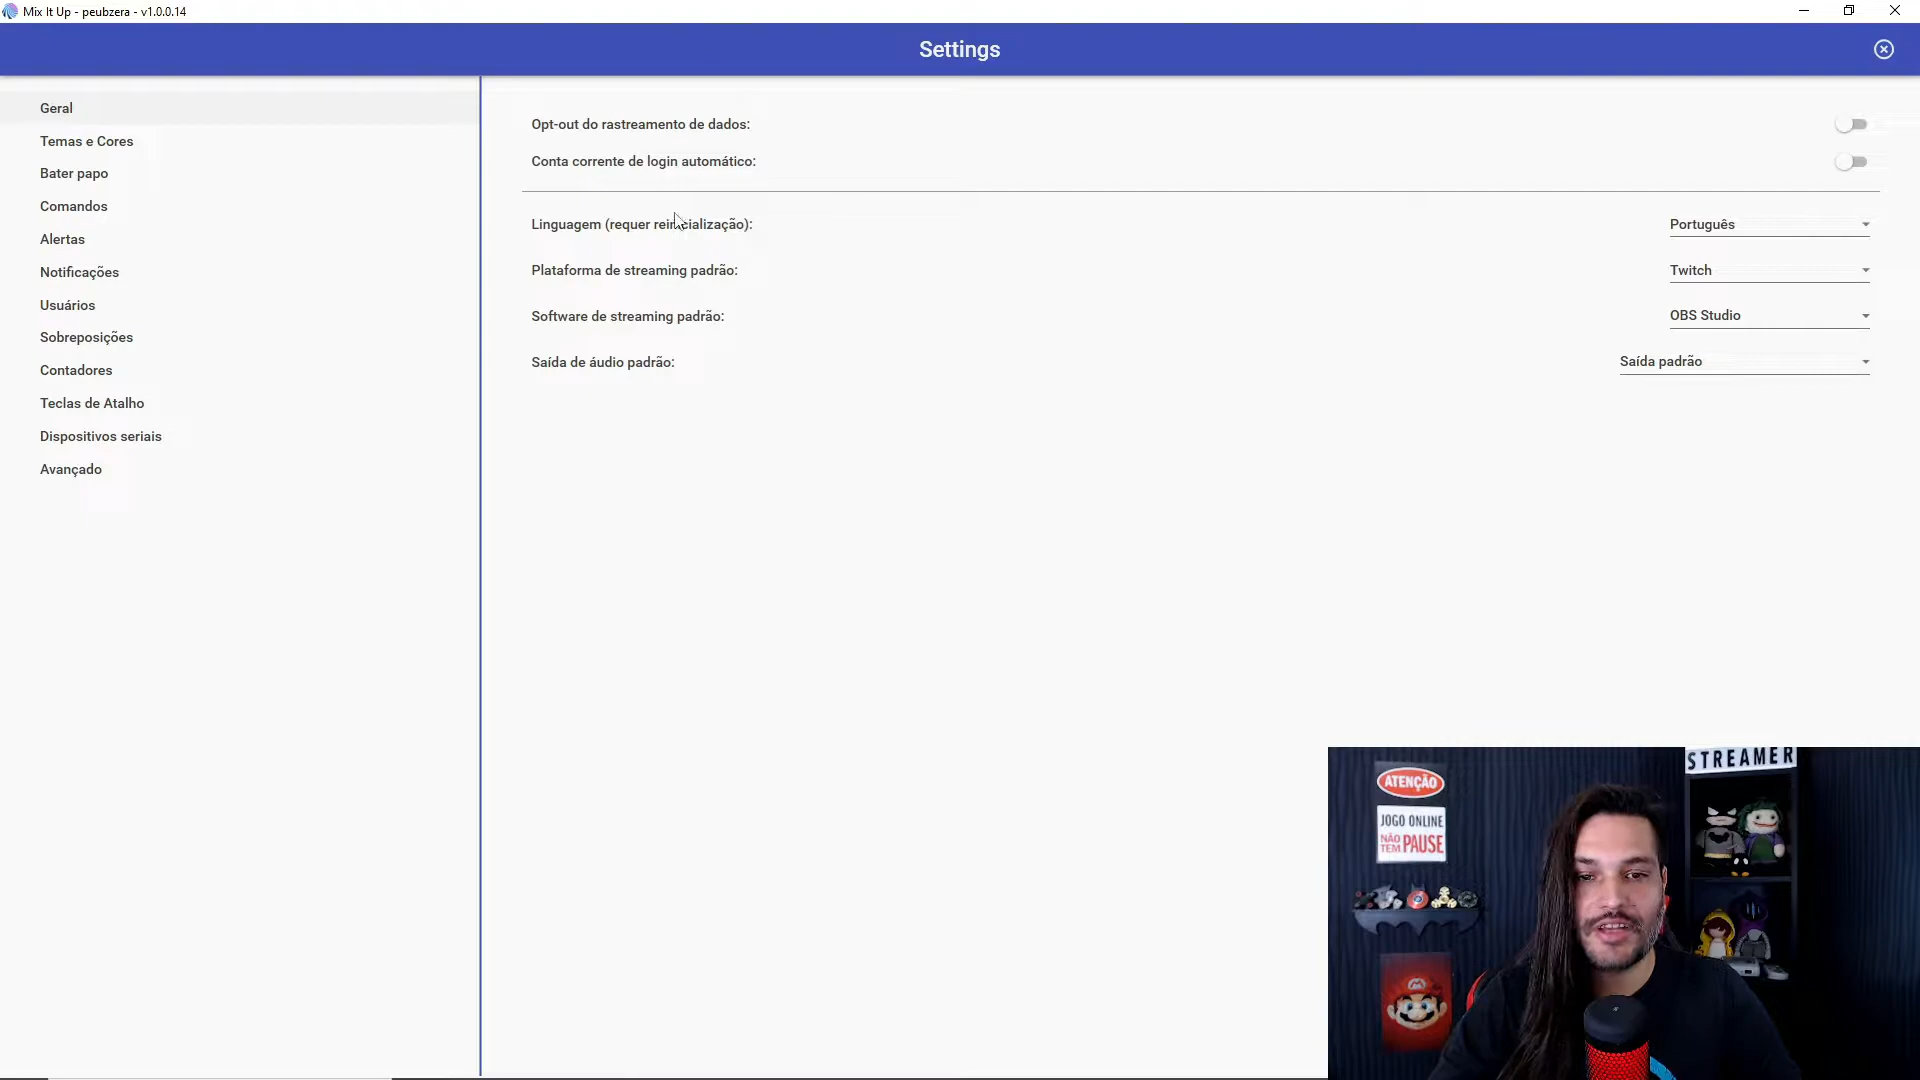 Mix It Up - peubzera - v1.0.0.14
Settings
Geral
Temas e Cores
Bater papo
Comandos
Alertas
Notificações
Usuários
Sobreposições
Contadores
Teclas de Atalho
Dispositivos seriais
Avançado
Opt-out do rastreamento de dados:
Conta corrente de login automático:
Linguagem (requer reinicialização):
Português
Plataforma de streaming padrão:
Twitch
Software de streaming padrão:
OBS Studio
Saída de áudio padrão:
Saída padrão
STREAMER
ATENÇÃO
JOGO ONLINE
NÃO TEM PAUSE